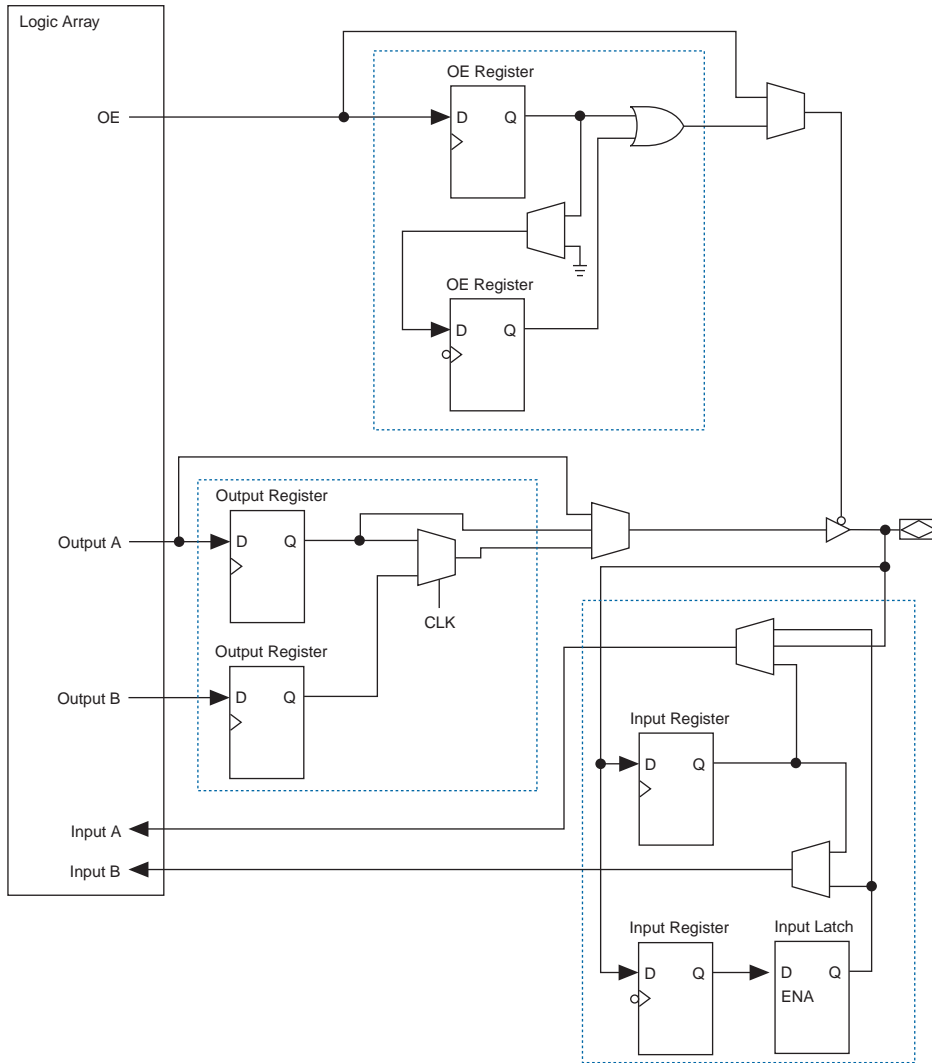 Logic Array
OE Register
OE
D Q
OE Register
D Q
Output Register
Output A
D Q
CLK
Output Register
Output B
D Q
Input Register
D Q
Input A
Input B
Input Register
Input Latch
D Q
D Q
ENA